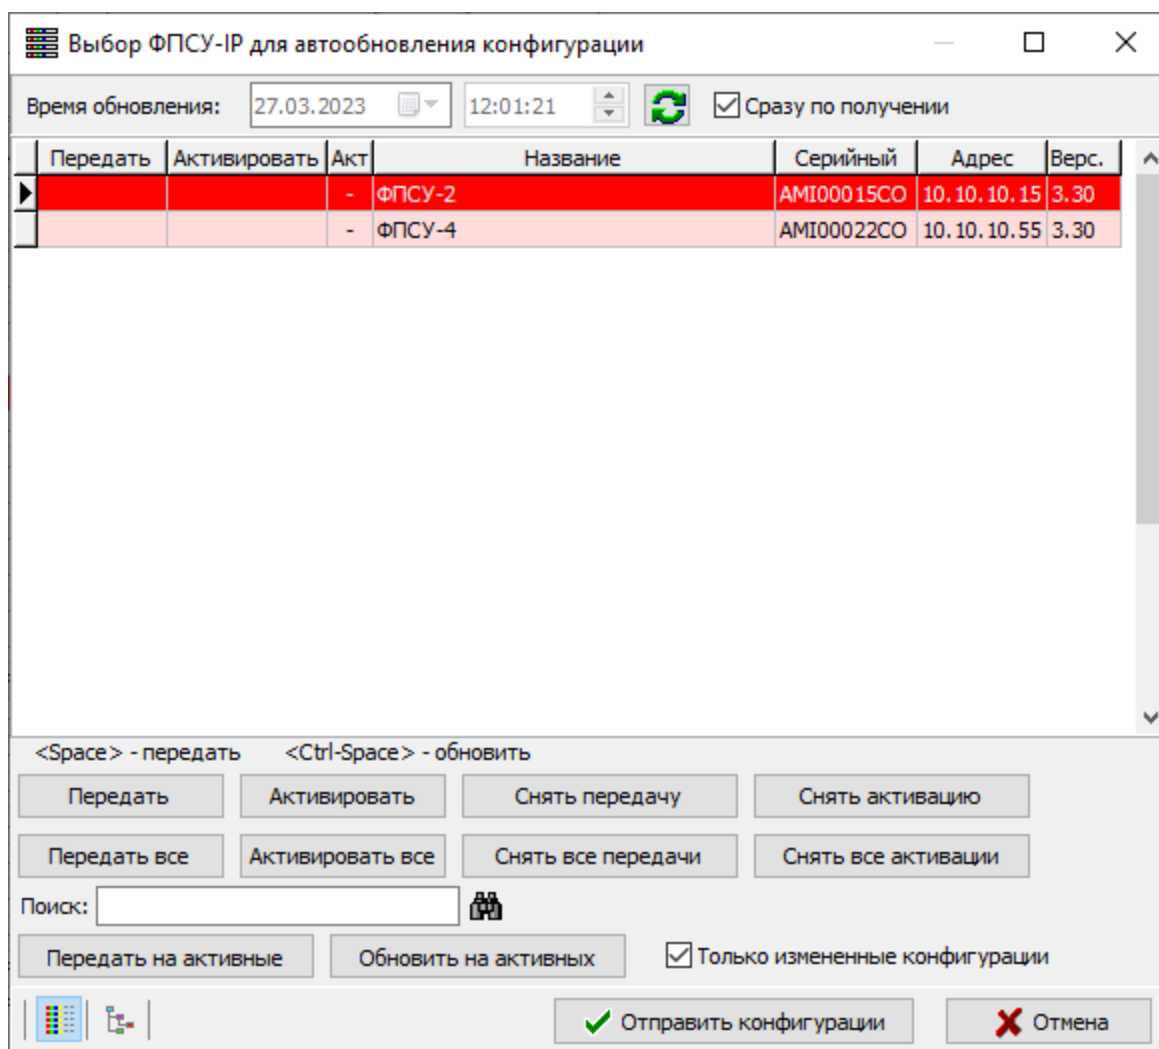 Выбор ФПСУ-IP для автообновления конфигурации
Время обновления: 27.03.2023 12:01:21 Сразу по получении
Передать Активировать Акт Название Серийный Адрес Верс.
- ФПСУ-2 AMI00015CO 10.10.10.15 3.30
- ФПСУ-4 AMI00022CO 10.10.10.55 3.30
<Space> - передать <Ctrl-Space> - обновить
Передать Активировать Снять передачу Снять активацию
Передать все Активировать все Снять все передачи Снять все активации
Поиск:
Передать на активные Обновить на активных Только измененные конфигурации
Отправить конфигурации Отмена